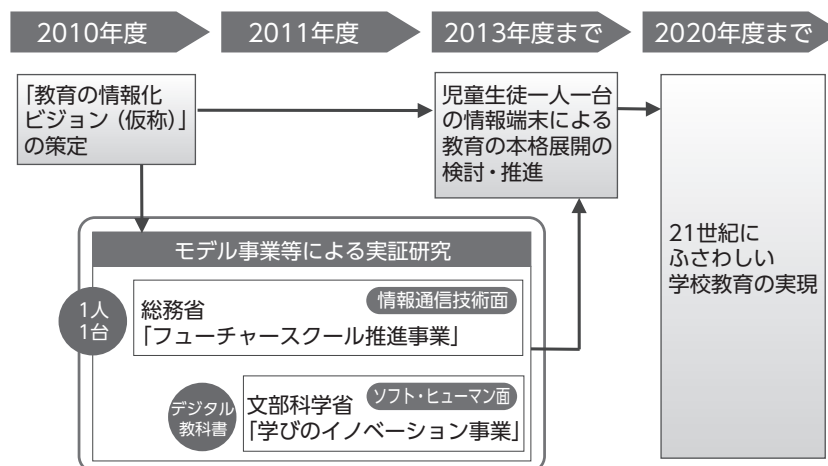 2010年度
2011年度
2013年度まで
2020年度まで
「教育の情報化
ビジョン（仮称）」
の策定
児童生徒一人一台
の情報端末による
教育の本格展開の
検討・推進
21世紀に
ふさわしい
学校教育の実現
モデル事業等による実証研究
1人
1台
総務省
情報通信技術面
「フューチャースクール推進事業」
デジタル
教科書
文部科学省
ソフト・ヒューマン面
「学びのイノベーション事業」